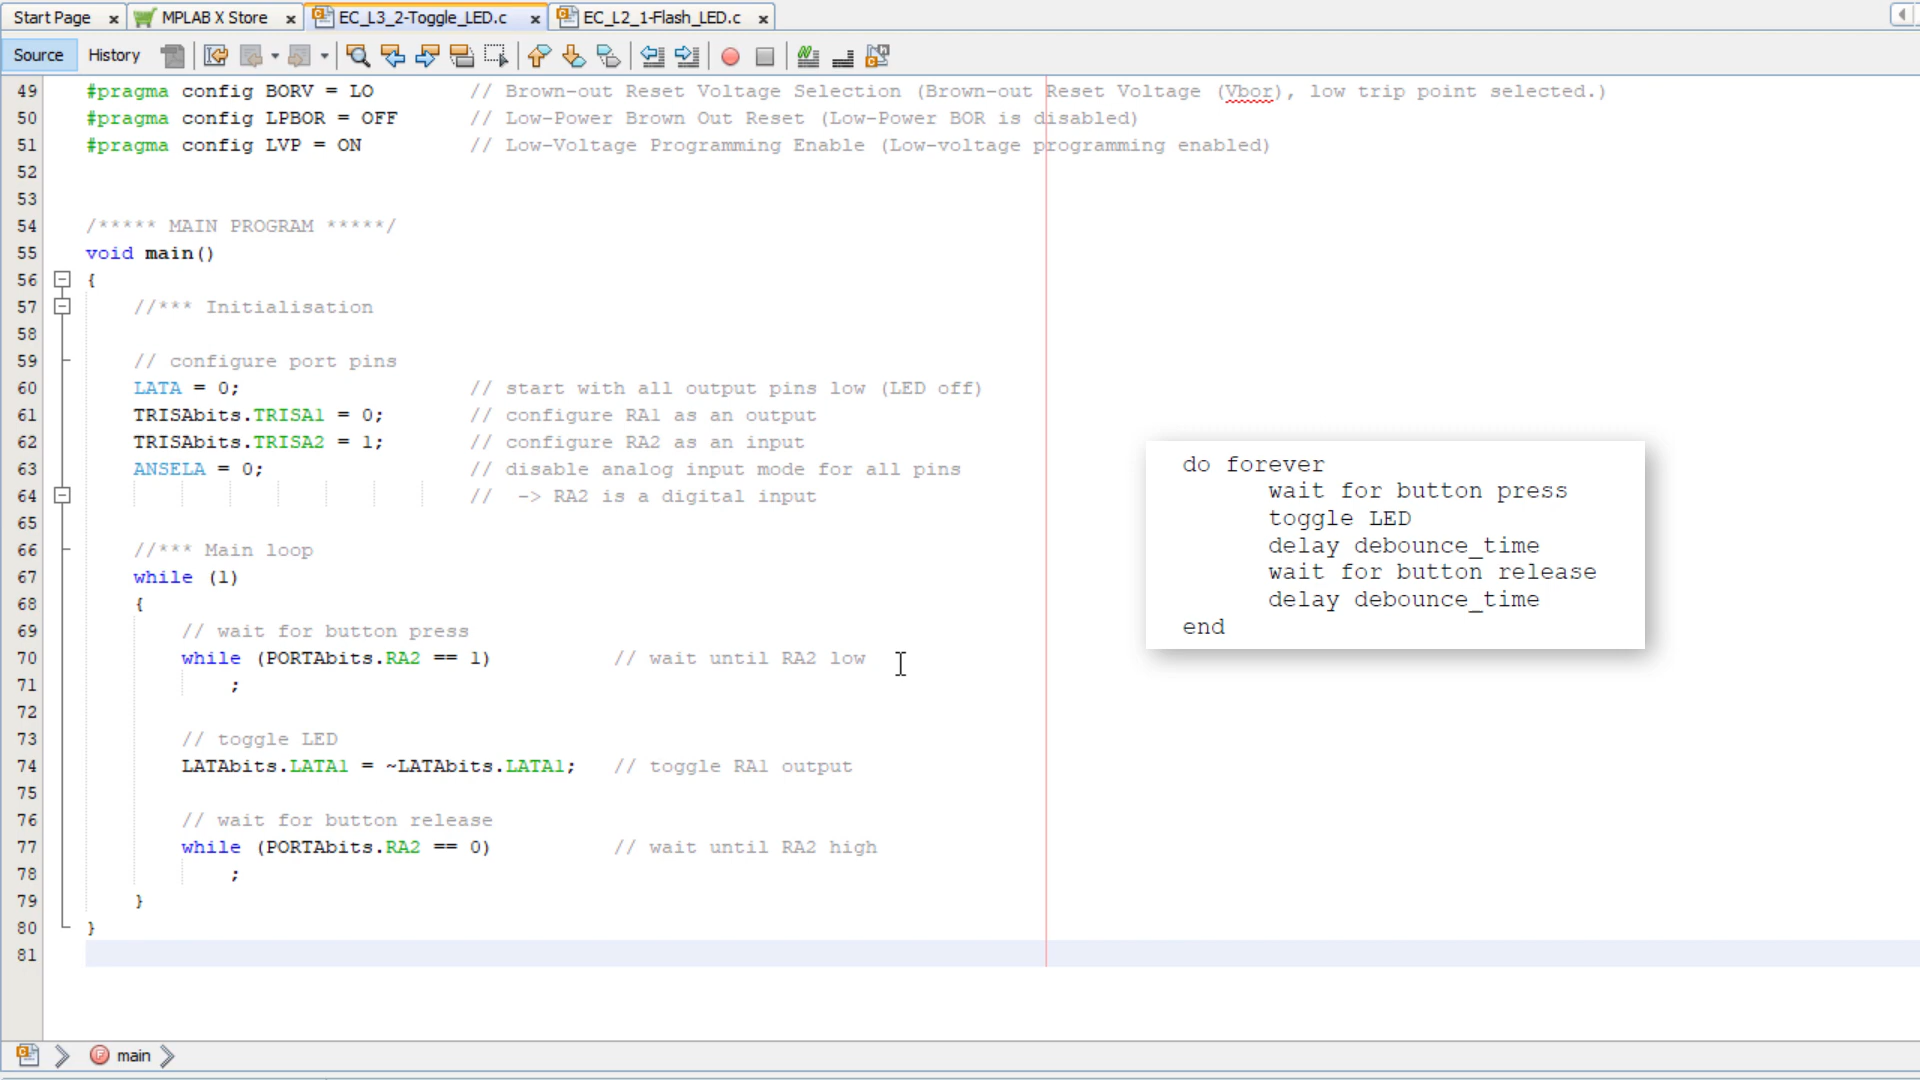 Start Page
MPLAB X Store
EC_L3_2-Toggle_LED.c
EC_L2_1-Flash_LED.c
Source
History
49 #pragma config BORV = LO // Brown-out Reset Voltage Selection (Brown-out Reset Voltage (Vbor), low trip point selected.)
50 #pragma config LPBOR = OFF // Low-Power Brown Out Reset (Low-Power BOR is disabled)
51 #pragma config LVP = ON // Low-Voltage Programming Enable (Low-voltage programming enabled)
52
53
54 /***** MAIN PROGRAM *****/
55 void main()
56 {
57 //*** Initialisation
58
59 // configure port pins
60 LATA = 0; // start with all output pins low (LED off)
61 TRISAbits.TRISA1 = 0; // configure RA1 as an output
62 TRISAbits.TRISA2 = 1; // configure RA2 as an input
63 ANSELA = 0; // disable analog input mode for all pins
64 // -> RA2 is a digital input
65
66 //*** Main loop
67 while (1)
68 {
69 // wait for button press
70 while (PORTAbits.RA2 == 1) // wait until RA2 low
71 ;
72
73 // toggle LED
74 LATAbits.LATA1 = ~LATAbits.LATA1; // toggle RA1 output
75
76 // wait for button release
77 while (PORTAbits.RA2 == 0) // wait until RA2 high
78 ;
79 }
80 }
81
do forever
wait for button press
toggle LED
delay debounce_time
wait for button release
delay debounce_time
end
main